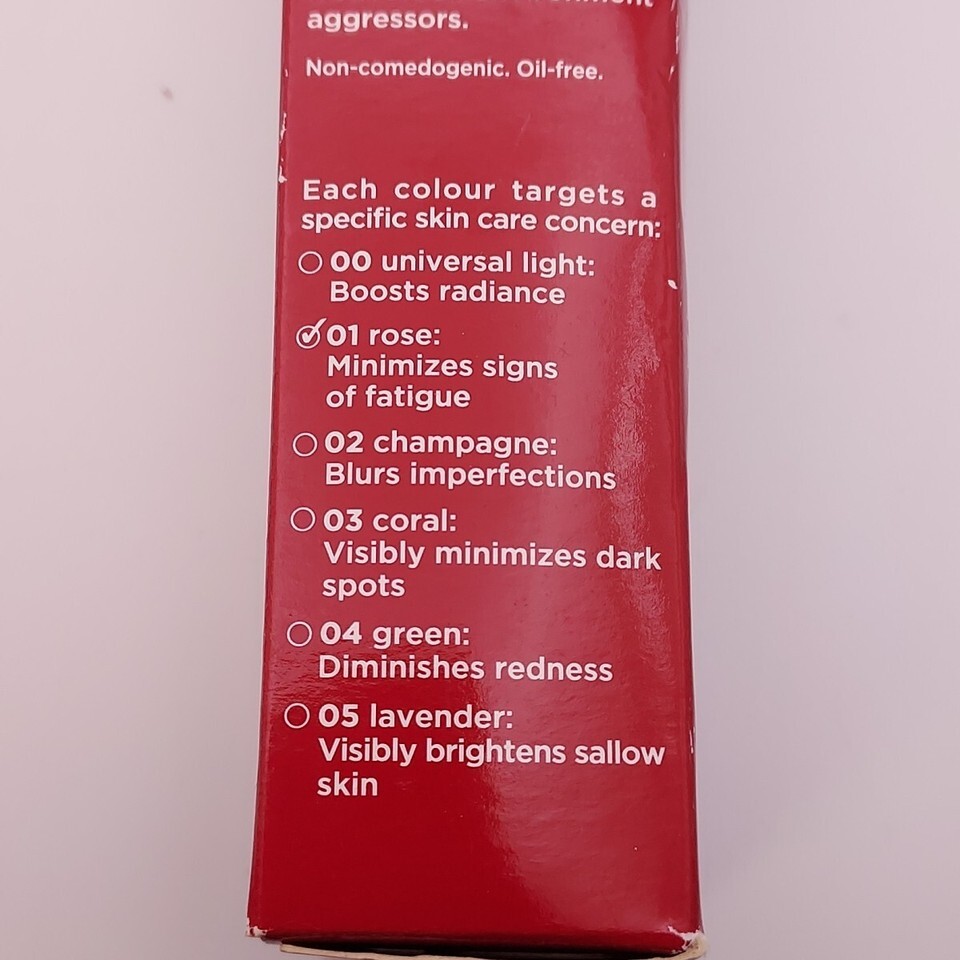 aggressors.
Non-comedogenic. Oil-free.
Each colour targets a
specific skin care concern:
00 universal light:
Boosts radiance
01 rose:
Minimizes signs
of fatigue
02 champagne:
Blurs imperfections
03 coral:
Visibly minimizes dark
spots
04 green:
Diminishes redness
05 lavender:
Visibly brightens sallow
skin